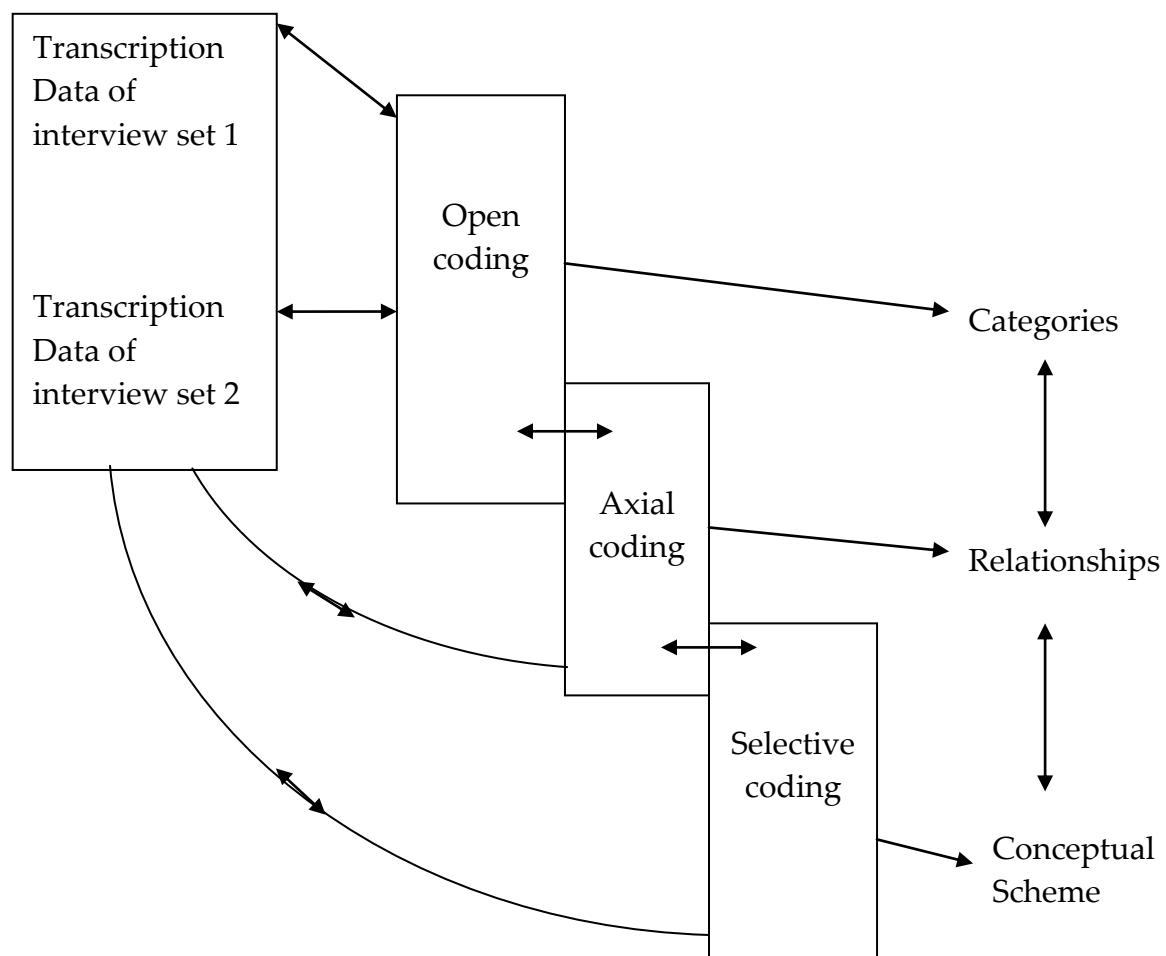 Transcription
Data of
interview set 1
Transcription
Data of
interview set 2
Open
coding
Categories
Axial
coding
Relationships
Selective
coding
Conceptual
Scheme